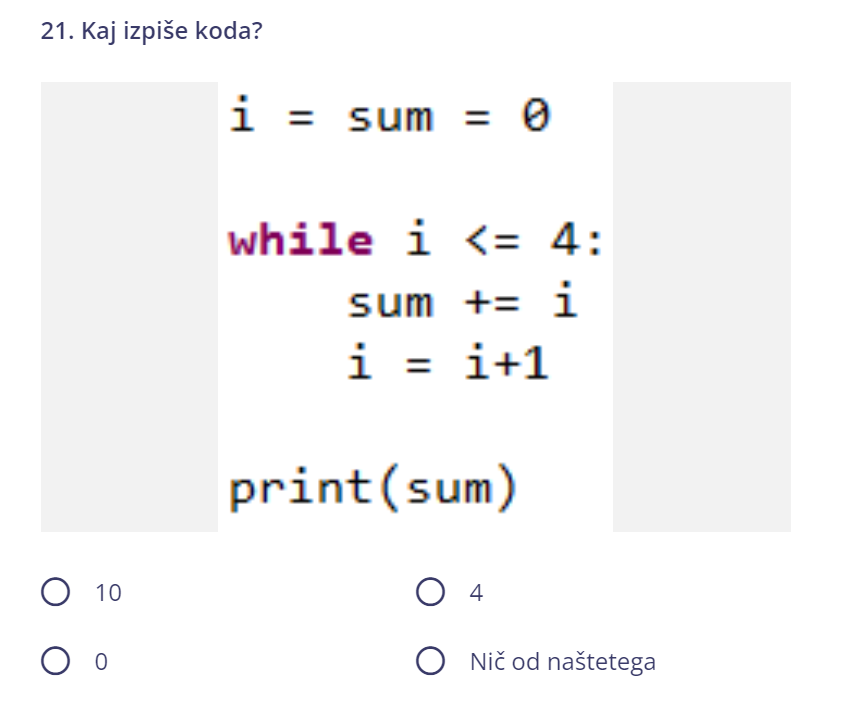 21. Kaj izpiše koda?
i = sum = 0
while i <= 4:
    sum += i
    i = i+1
print(sum)
10
4
0
Nič od naštetega